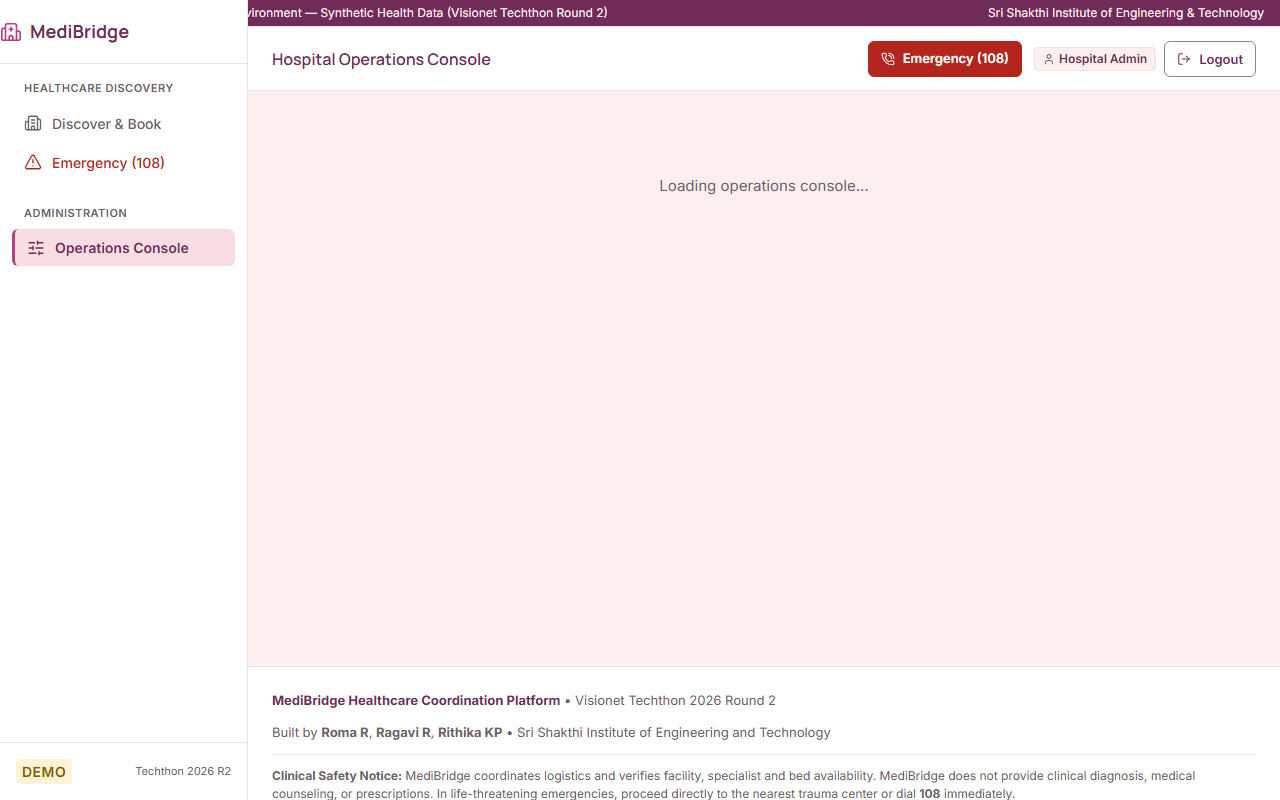 MediBridge
HEALTHCARE DISCOVERY
Discover & Book
Emergency (108)
ADMINISTRATION
Operations Console
DEMO
Techthon 2026 R2
— Synthetic Health Data (Visionet Techthon Round 2)
Sri Shakthi Institute of Engineering & Technology
Hospital Operations Console
Emergency (108)
Hospital Admin
Logout
Loading operations console...
MediBridge Healthcare Coordination Platform • Visionet Techthon 2026 Round 2
Built by Roma R, Ragavi R, Rithika KP • Sri Shakthi Institute of Engineering and Technology
Clinical Safety Notice: MediBridge coordinates logistics and verifies facility, specialist and bed availability. MediBridge does not provide clinical diagnosis, medical
counseling, or prescriptions. In life-threatening emergencies, proceed directly to the nearest trauma center or dial 108 immediately.